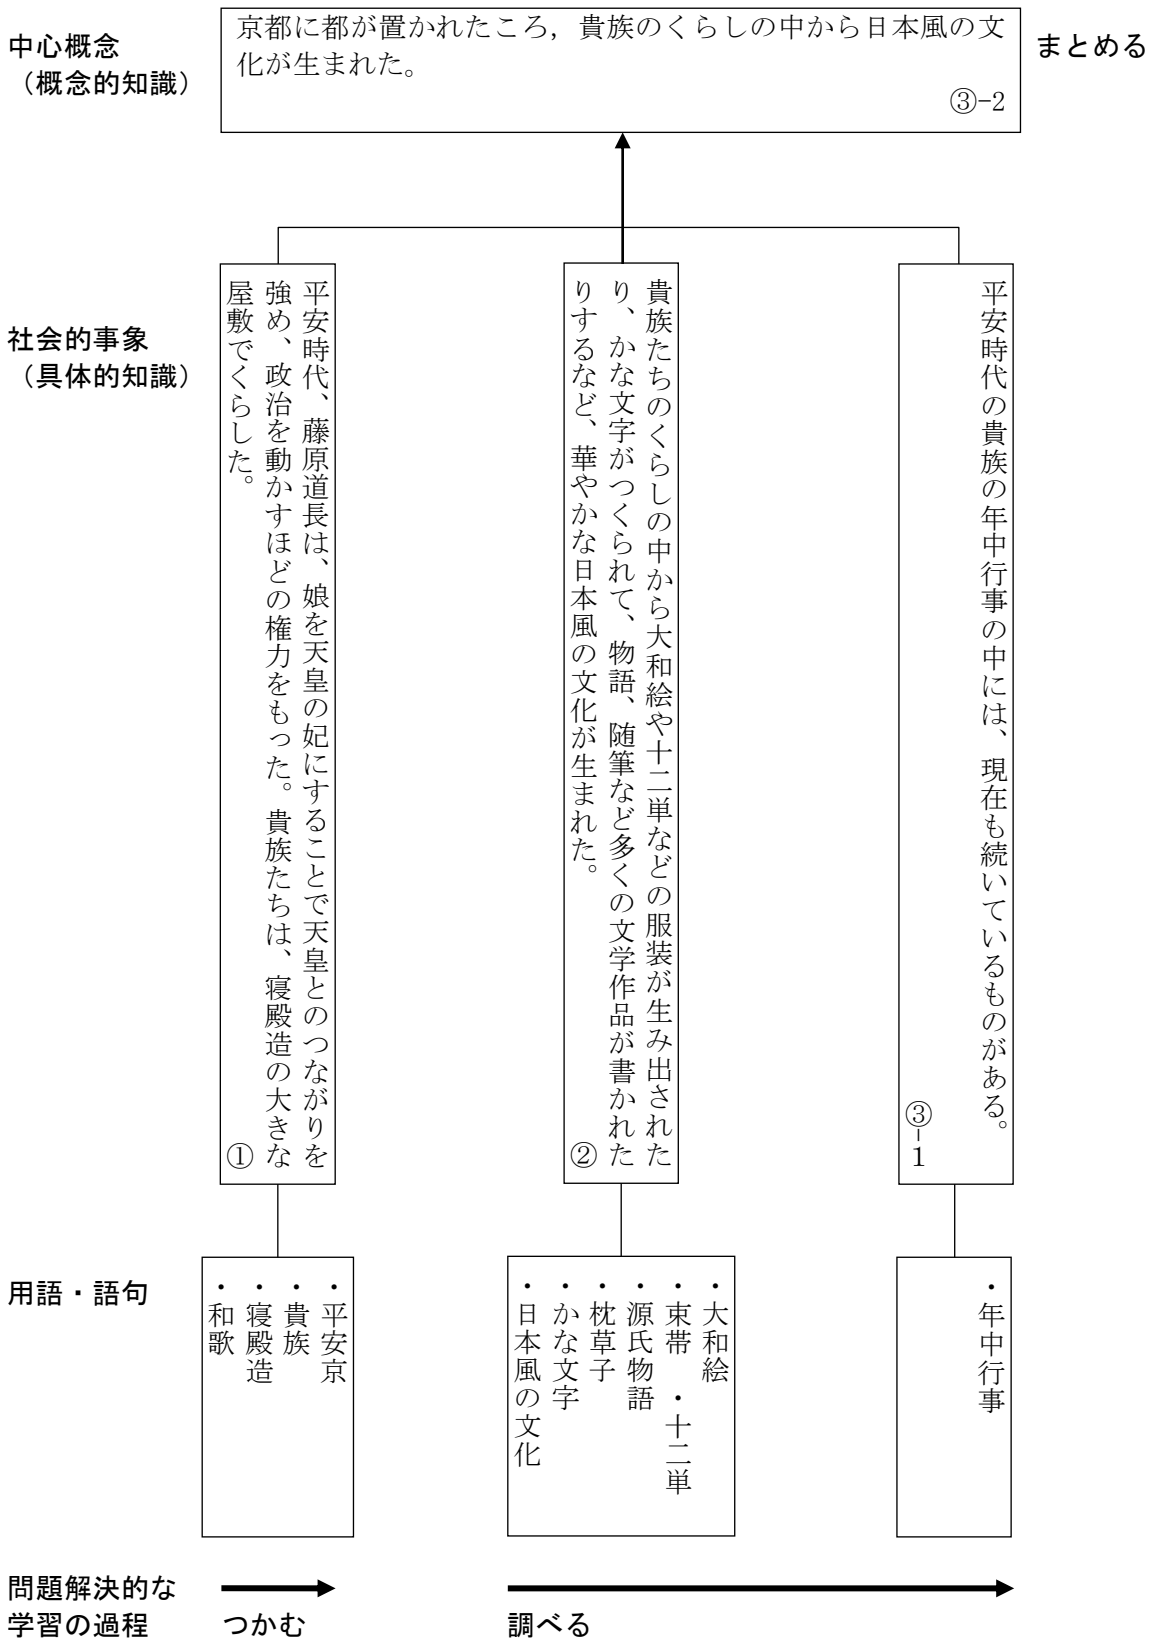 中心概念
（概念的知識）
京都に都が置かれたころ，貴族のくらしの中から日本風の文
化が生まれた。
③-2
まとめる
社会的事象
（具体的知識）
平安時代、藤原道長は、娘を天皇の妃にすることで天皇とのつながりを
強め、政治を動かすほどの権力をもった。貴族たちは、寝殿造の大きな
屋敷でくらした。
①
貴族たちのくらしの中から大和絵や十二単などの服装が生み出された
り、かな文字がつくられて、物語、随筆など多くの文学作品が書かれた
りするなど、華やかな日本風の文化が生まれた。
②
平安時代の貴族の年中行事の中には、現在も続いているものがある。
③-1
用語・語句
・平安京
・貴族
・寝殿造
・和歌
・大和絵
・束帯　・十二単
・源氏物語
・枕草子
・かな文字
・日本風の文化
・年中行事
問題解決的な
学習の過程
つかむ
調べる